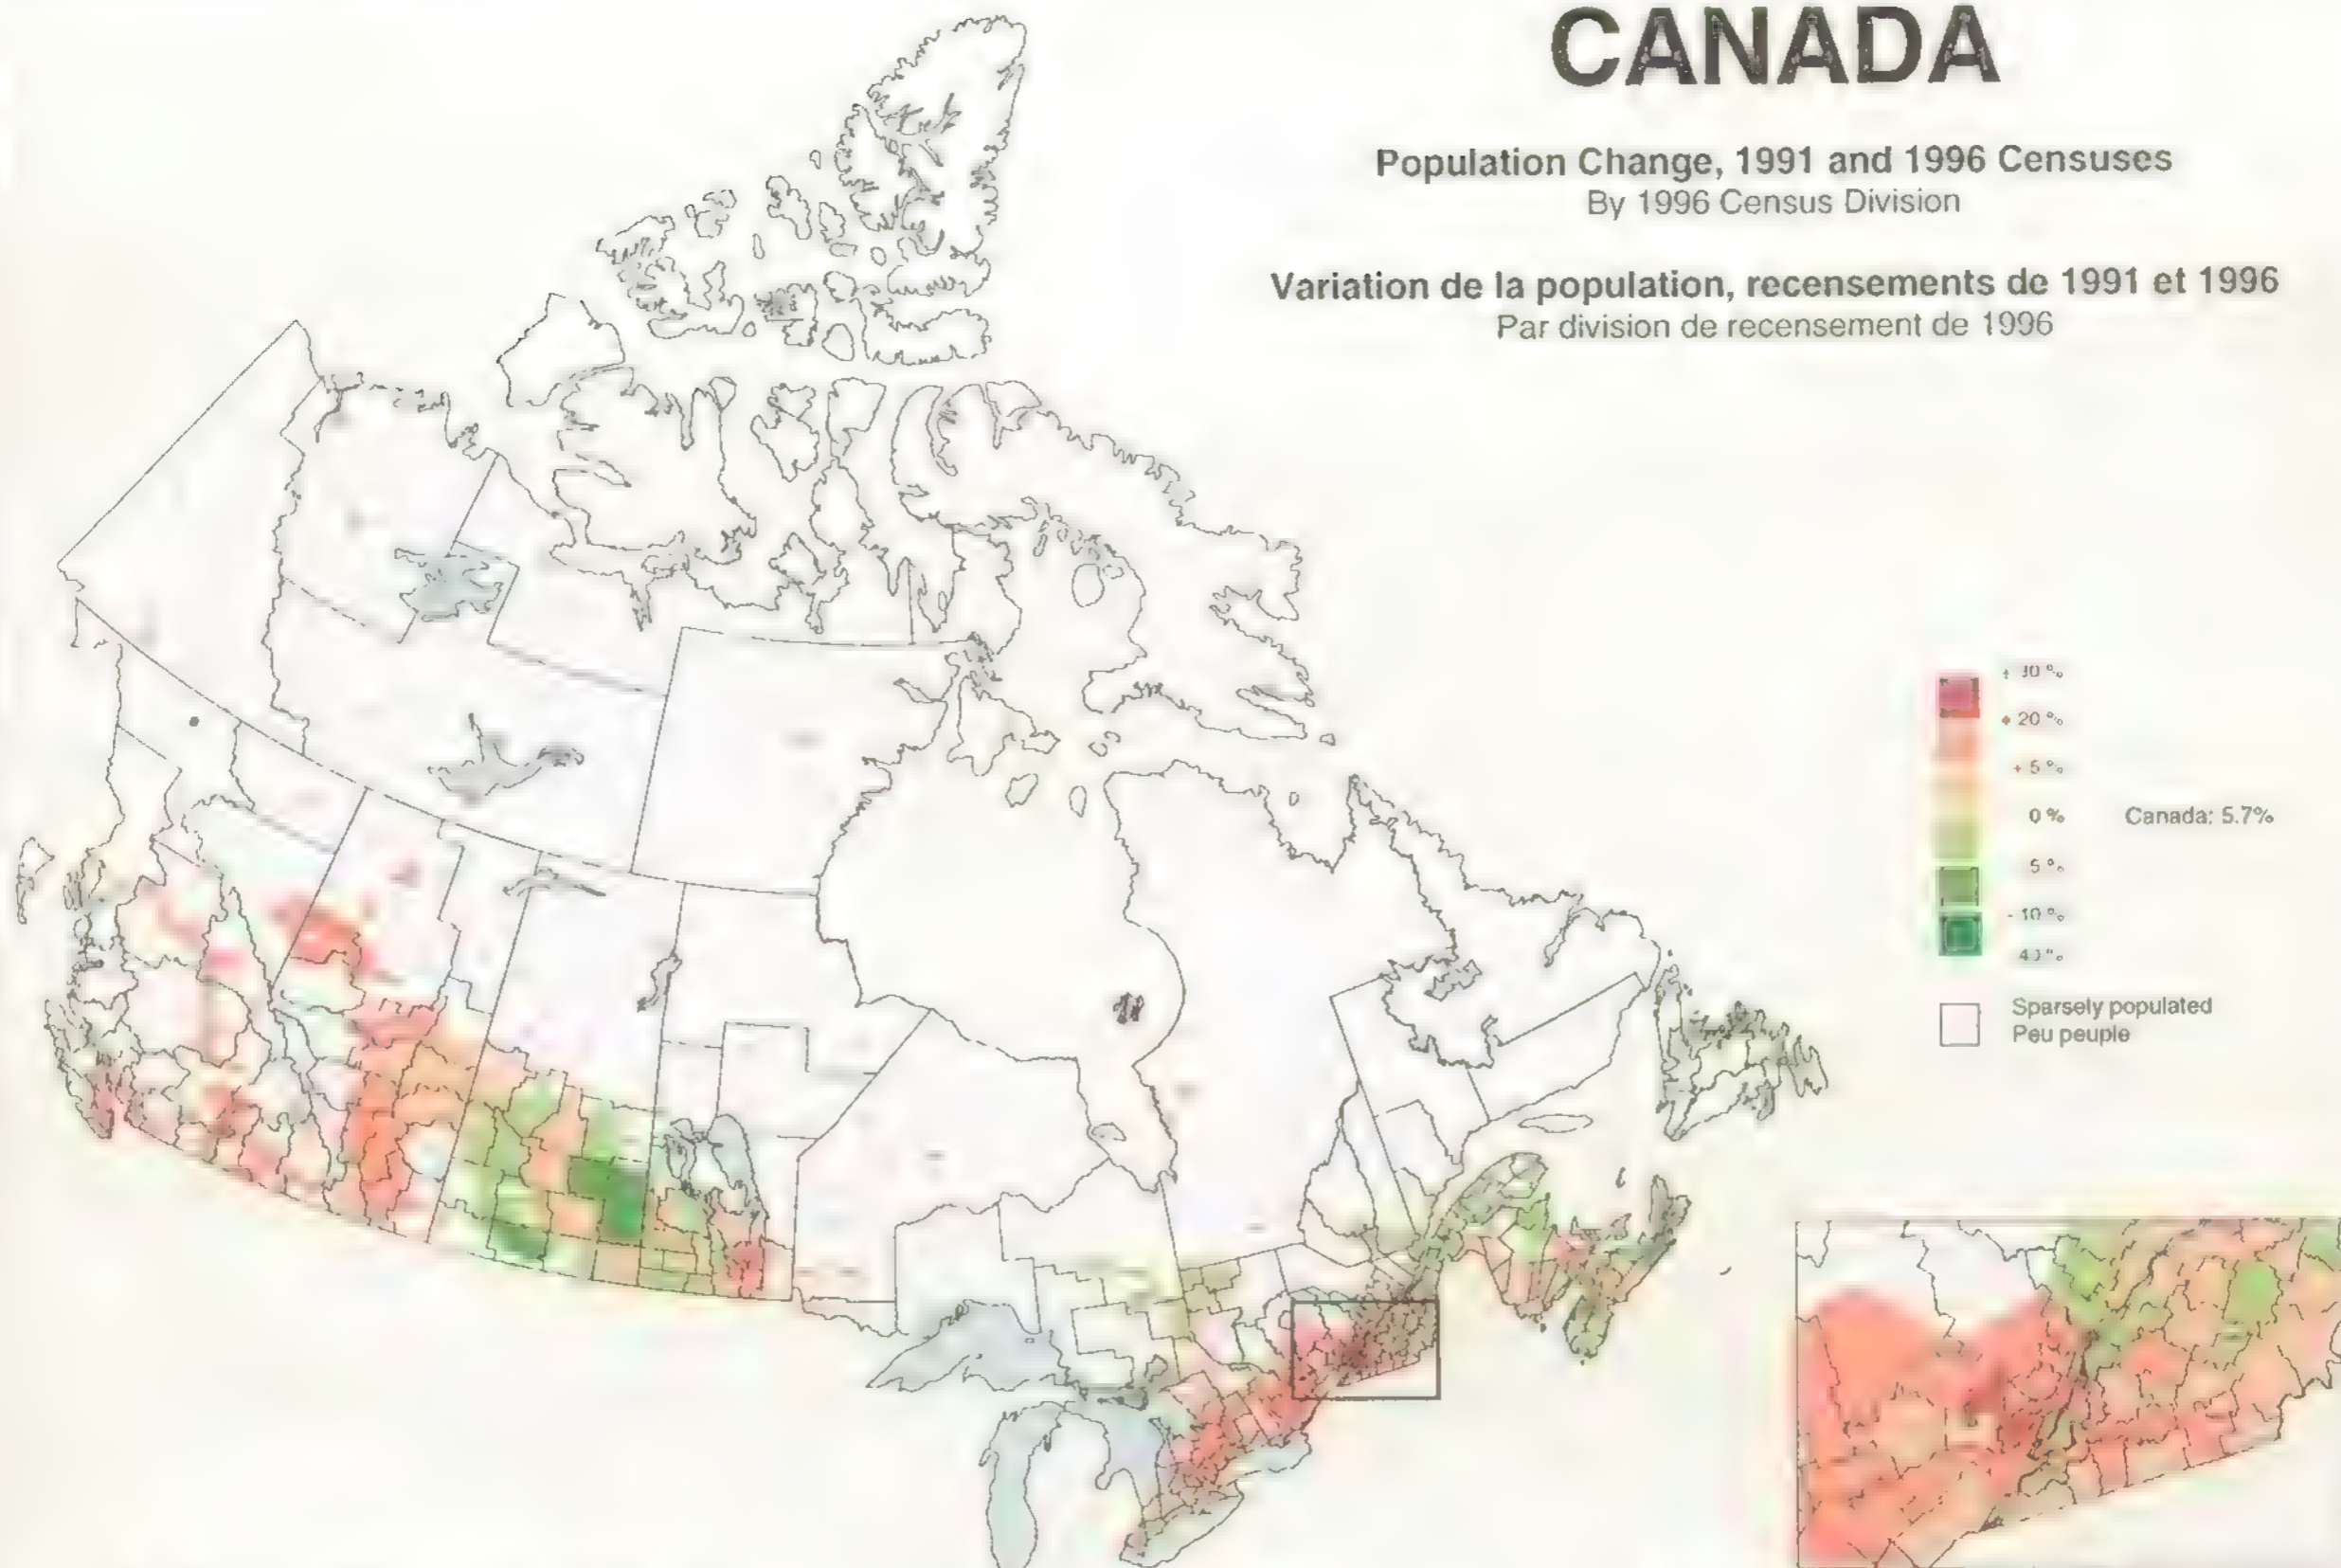 CANADA
Population Change, 1991 and 1996 Censuses
By 1996 Census Division
Variation de la population, recensements de 1991 et 1996
Par division de recensement de 1996
+ 20 %
+ 5 %
0 %
Canada: 5.7%
5 %
- 10 %
Sparsely populated
Peu peuple